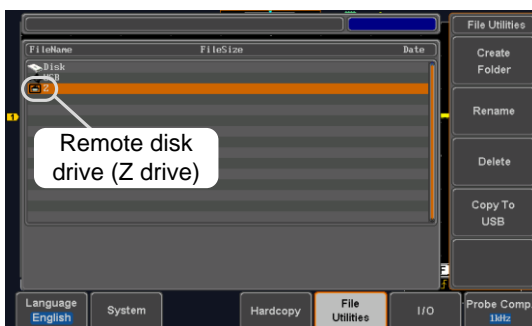 File Utilities
FileName FileSize Date
Disk
USB
Z
Create
Folder
Rename
1
Remote disk
drive (Z drive)
Delete
Copy To
USB
F
Language
English
System
Hardcopy
File
Utilities
I/O
Probe Comp
1kHz